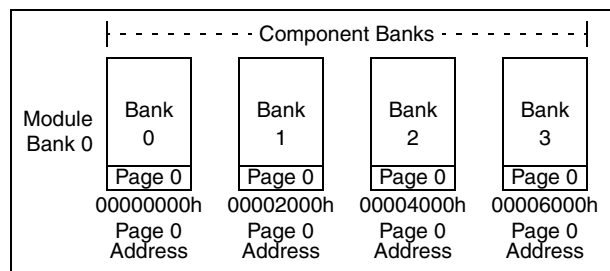 Component Banks
Module Bank 0
Bank 0
Bank 1
Bank 2
Bank 3
Page 0 Page 0 Page 0 Page 0
00000000h 00002000h 00004000h 00006000h
Page 0 Page 0 Page 0 Page 0
Address Address Address Address